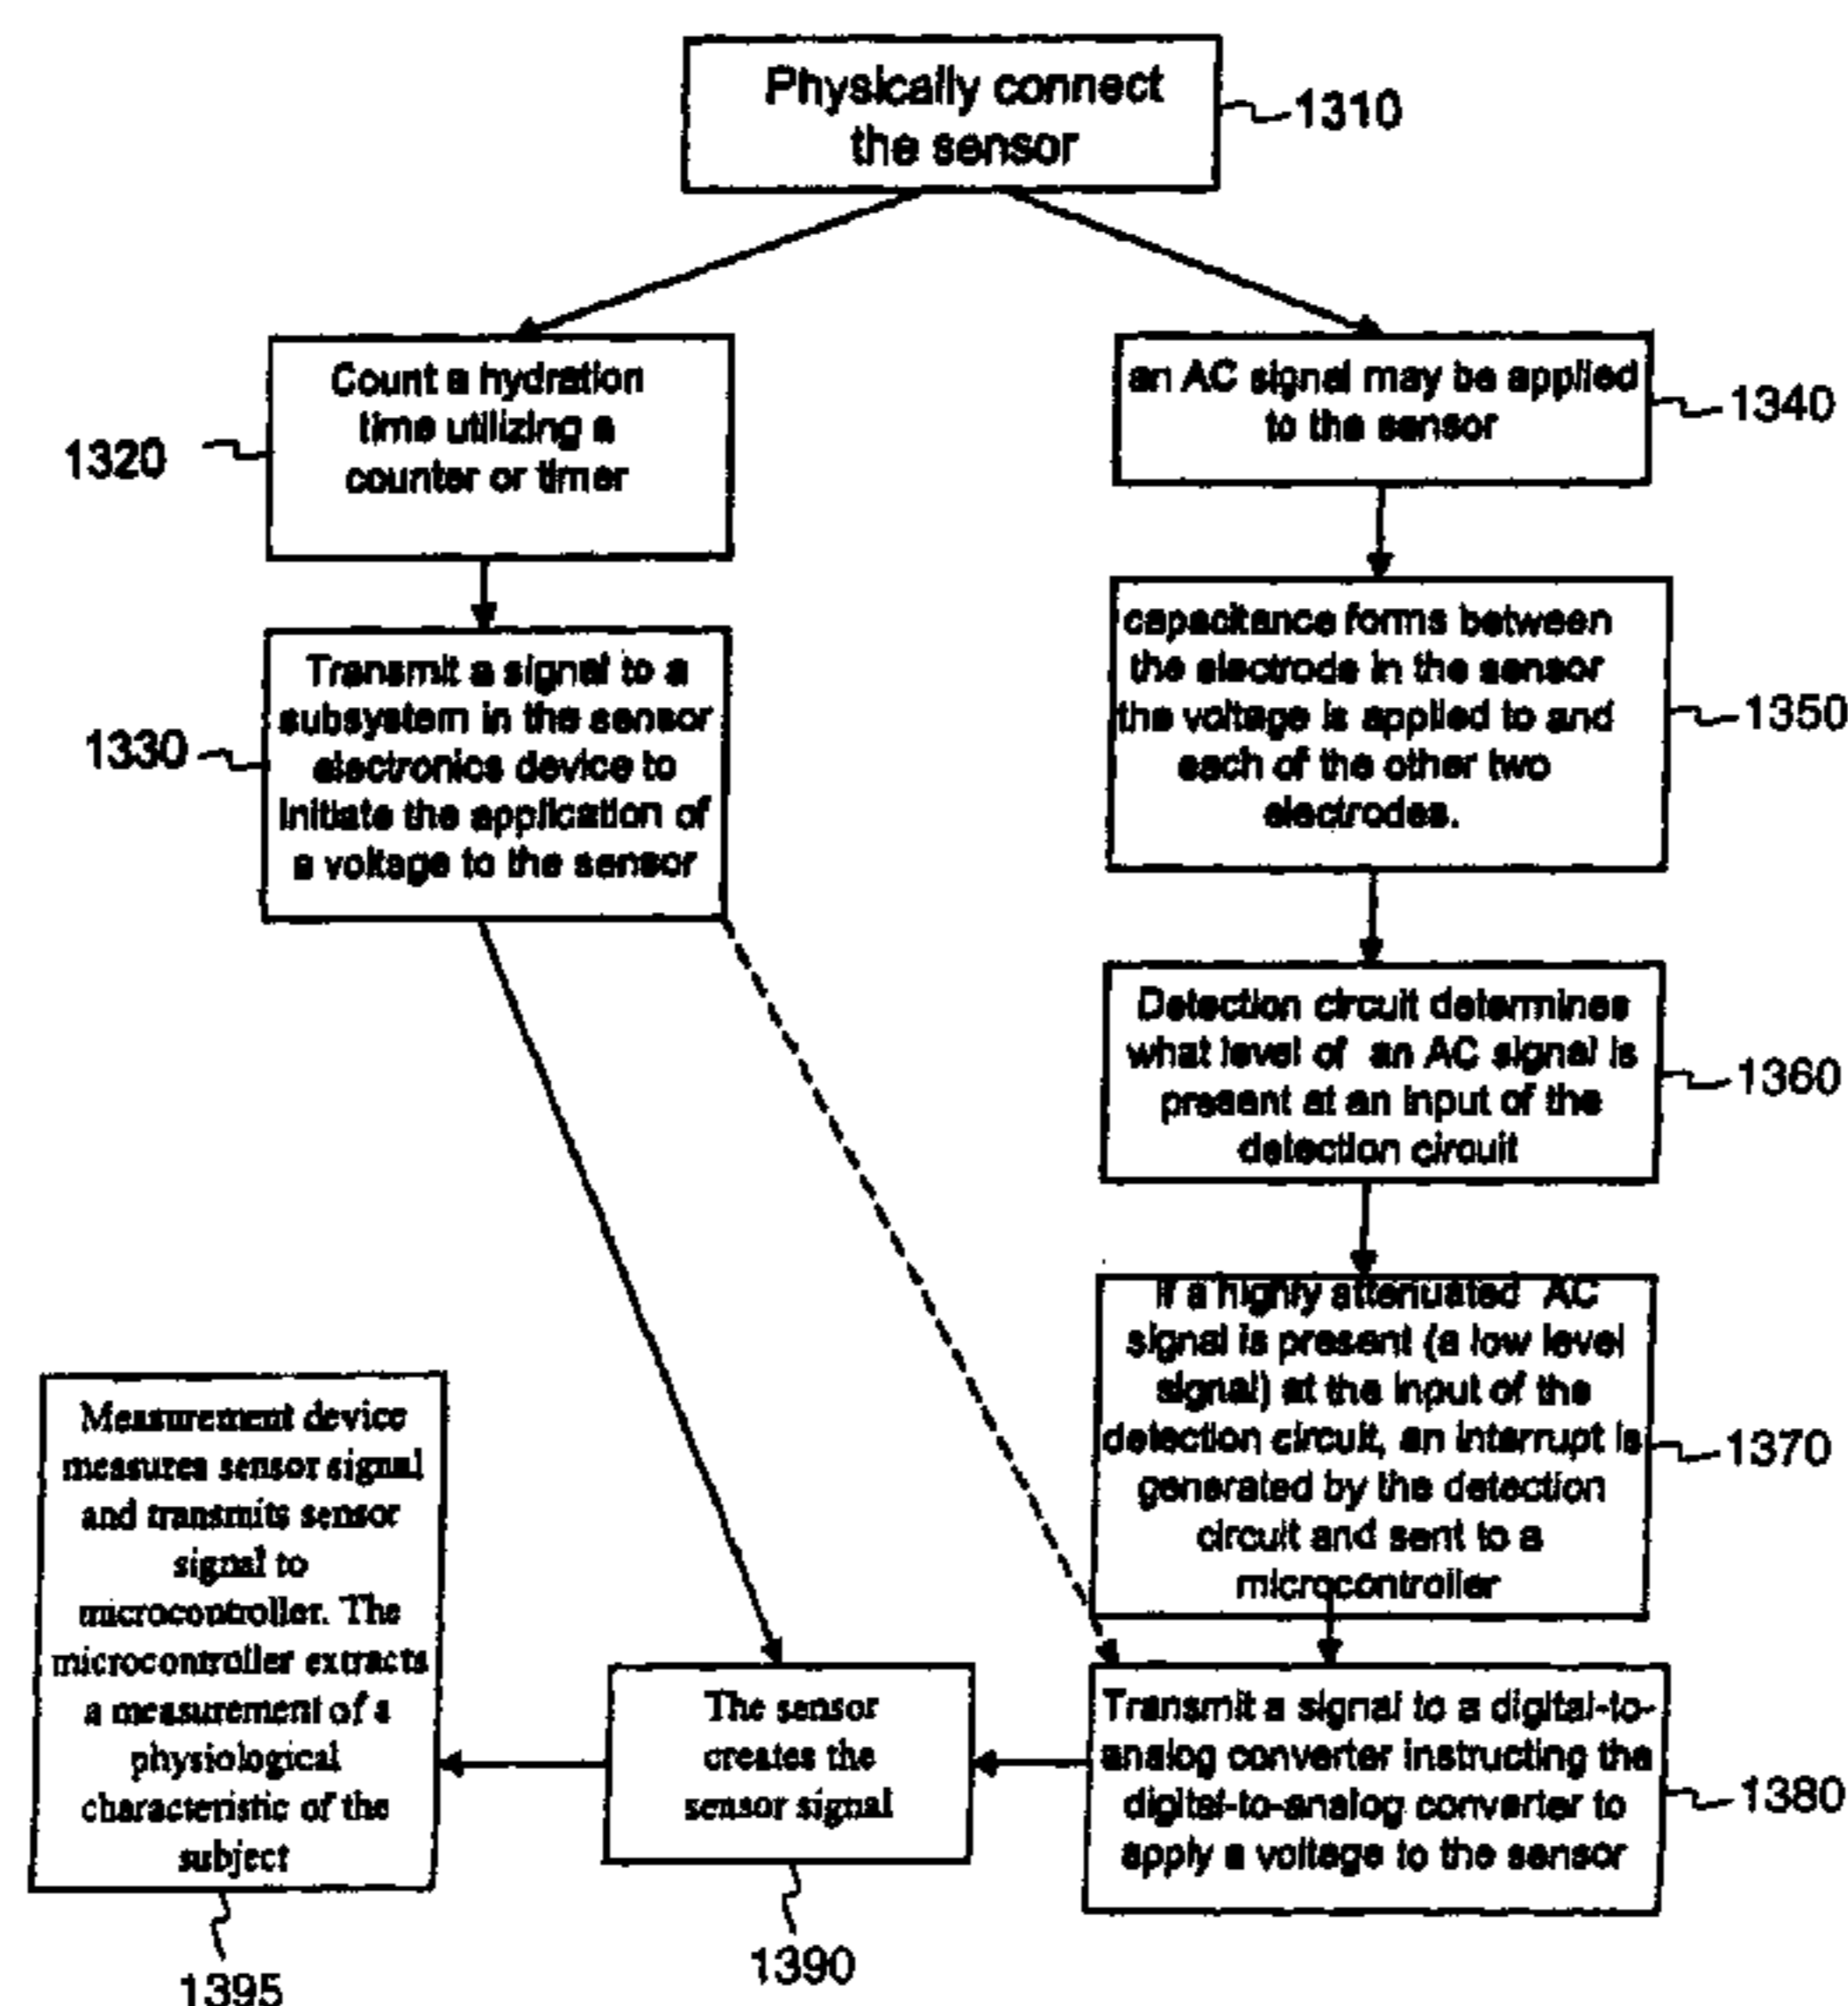 Physically connect
the sensor
1310
Count a hydration
time utilizing a
counter or timer
1320
Transmit a signal to a
subsystem in the sensor
electronics device to
initiate the application of
a voltage to the sensor
1330
an AC signal may be applied
to the sensor
1340
capacitance forms between
the electrode in the sensor
the voltage is applied to and
each of the other two
electrodes.
1350
Detection circuit determines
what level of an AC signal is
present at an input of the
detection circuit
1360
If a highly attenuated AC
signal is present (a low level
signal) at the input of the
detection circuit, an interrupt is
generated by the detection
circuit and sent to a
microcontroller
1370
Transmit a signal to a digital-to-
analog converter instructing the
digital-to-analog converter to
apply a voltage to the sensor
1380
The sensor
creates the
sensor signal
1390
Measurement device
measures sensor signal
and transmits sensor
signal to
microcontroller. The
microcontroller extracts
a measurement of a
physiological
characteristic of the
subject
1395